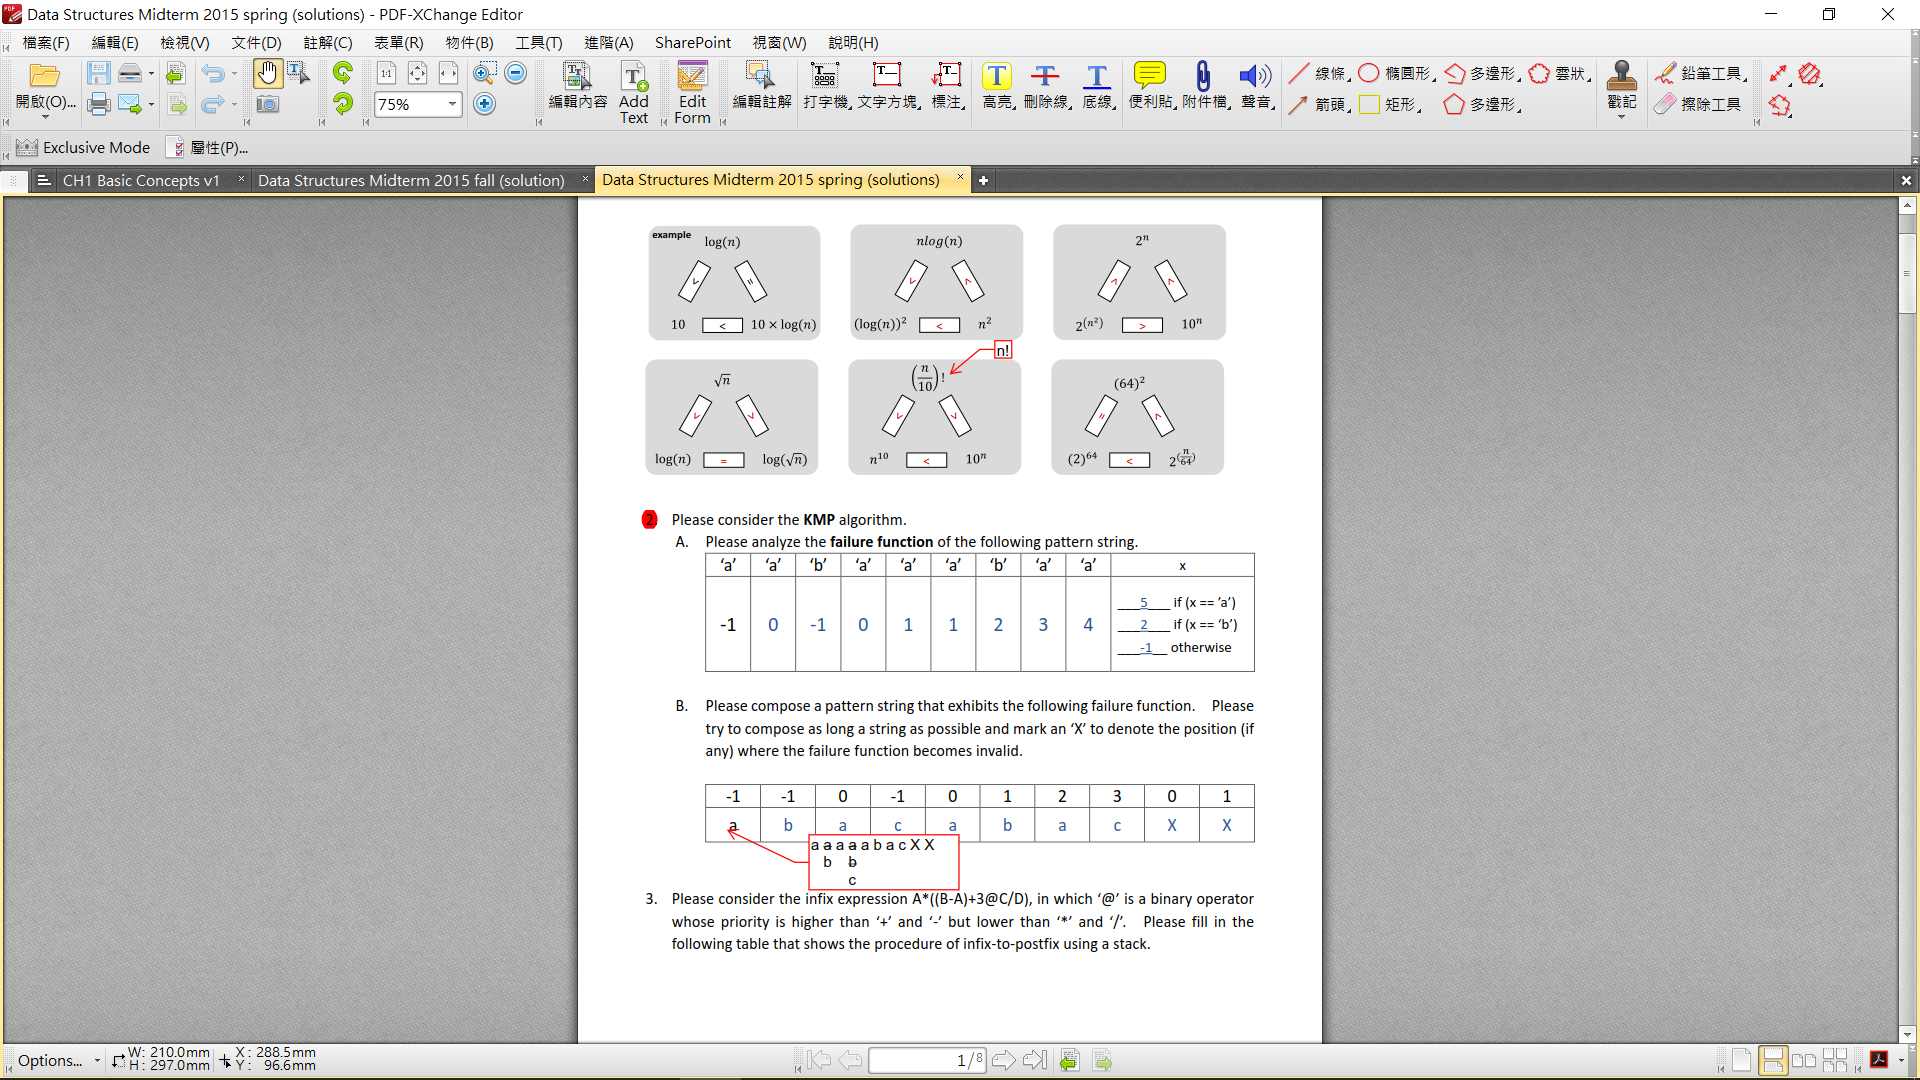 Data Structures Midterm 2015 spring (solutions) - PDF-XChange Editor
檔案(F) 編輯(E) 檢視(V) 文件(D) 註解(C) 表單(R) 物件(B) 工具(T) 進階(A) SharePoint 視窗(W) 說明(H)
開啟(O)... 75% 編輯內容 Add Text Edit Form 編輯註解 打字機 文字方塊 標注 高亮 刪除線 底線 便利貼 附件檔 聲音 線條 橢圓形 多邊形 雲狀 箭頭 矩形 多邊形 戳記 鉛筆工具 擦除工具
Exclusive Mode 屬性(P)...
CH1 Basic Concepts v1 Data Structures Midterm 2015 fall (solution) Data Structures Midterm 2015 spring (solutions)
example log(n) nlog(n) 2^n
< = < < > <
10 < 10 × log(n) (log(n))² < n² 2^(n²) > 10ⁿ
n!
√n (n/10)! (64)²
< < < < = <
log(n) = log(√n) n¹⁰ < 10ⁿ (2)⁶⁴ < 2^(n/64)
2 Please consider the KMP algorithm.
A. Please analyze the failure function of the following pattern string.
‘a’ ‘a’ ‘b’ ‘a’ ‘a’ ‘a’ ‘b’ ‘a’ ‘a’ x
-1 0 -1 0 1 1 2 3 4
___5___ if (x == ‘a’)
___2___ if (x == ‘b’)
___-1__ otherwise
B. Please compose a pattern string that exhibits the following failure function. Please
try to compose as long a string as possible and mark an ‘X’ to denote the position (if
any) where the failure function becomes invalid.
-1 -1 0 -1 0 1 2 3 0 1
a b a c a b a c X X
a a a a a b a c X X
b b
c
3. Please consider the infix expression A*((B-A)+3@C/D), in which ‘@’ is a binary operator
whose priority is higher than ‘+’ and ‘-’ but lower than ‘*’ and ‘/’. Please fill in the
following table that shows the procedure of infix-to-postfix using a stack.
Options... W: 210.0mm X: 288.5mm
H: 297.0mm Y: 96.6mm
1/8